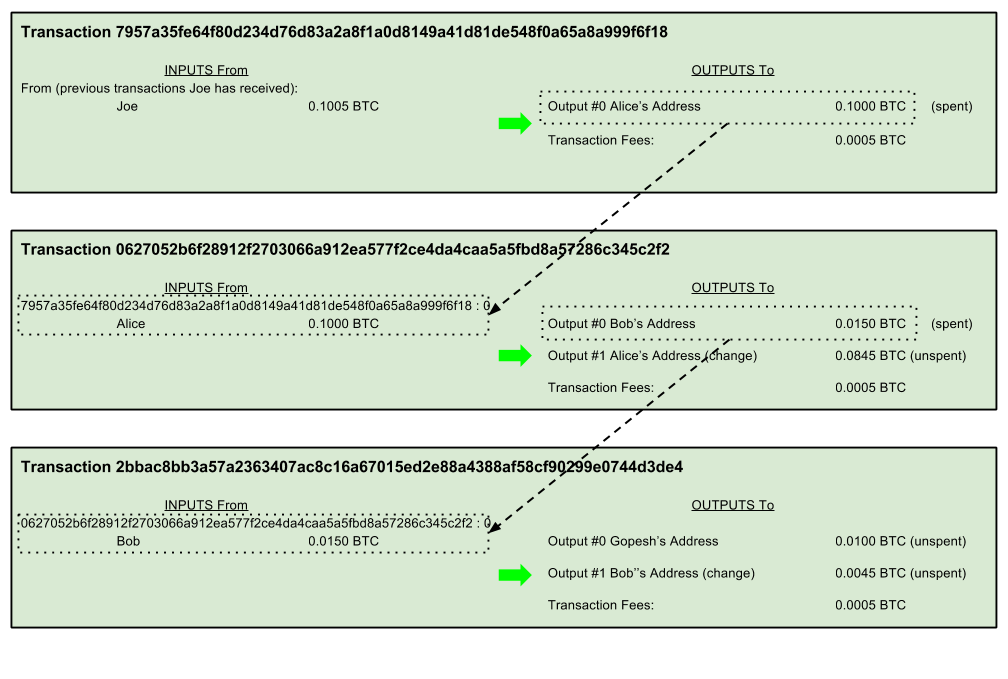 Transaction 7957a35fe64f80d234d76d83a2a8f1a0d8149a41d81de548f0a65a8a999f6f18
INPUTS From
OUTPUTS To
From (previous transactions Joe has received):
Joe 0.1005 BTC
Output #0 Alice's Address 0.1000 BTC (spent)
Transaction Fees: 0.0005 BTC
Transaction 0627052b6f28912f2703066a912ea577f2ce4da4caa5a5fbd8a57286c345c2f2
INPUTS From
OUTPUTS To
7957a35fe64f80d234d76d83a2a8f1a0d8149a41d81de548f0a65a8a999f6f18 : 0
Alice 0.1000 BTC
Output #0 Bob's Address 0.0150 BTC (spent)
Output #1 Alice's Address (change) 0.0845 BTC (unspent)
Transaction Fees: 0.0005 BTC
Transaction 2bbac8bb3a57a2363407ac8c16a67015ed2e88a4388af58cf90299e0744d3de4
INPUTS From
OUTPUTS To
0627052b6f28912f2703066a912ea577f2ce4da4caa5a5fbd8a57286c345c2f2 : 0
Bob 0.0150 BTC
Output #0 Gopesh's Address 0.0100 BTC (unspent)
Output #1 Bob"s Address (change) 0.0045 BTC (unspent)
Transaction Fees: 0.0005 BTC